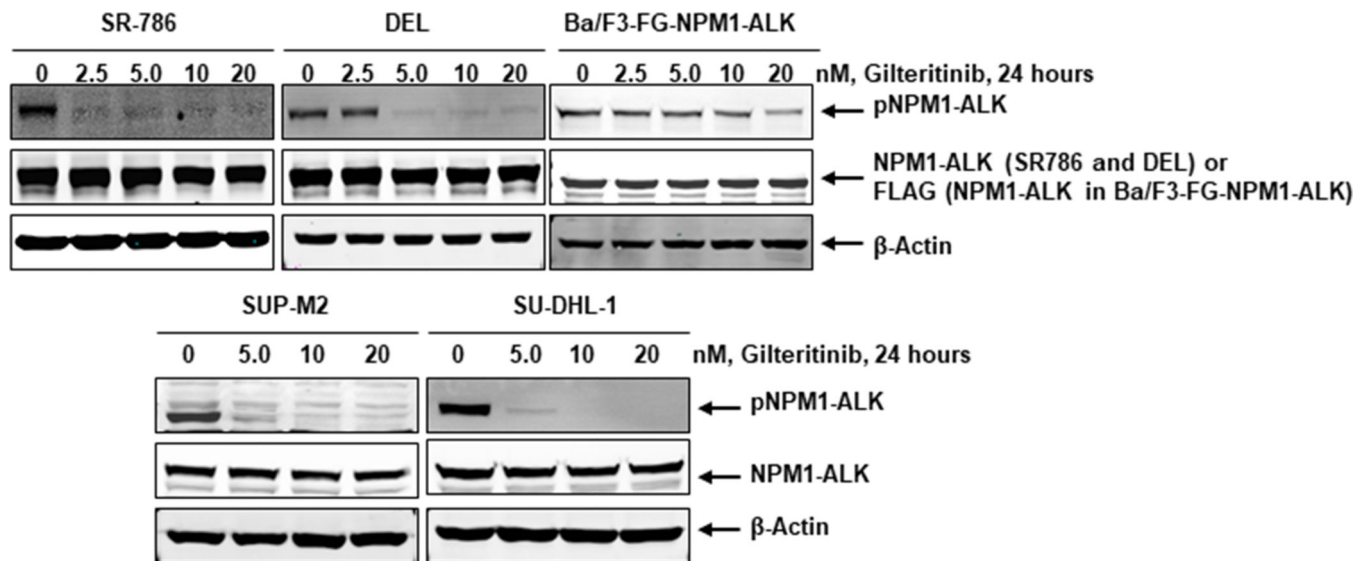 SR-786 DEL Ba/F3-FG-NPM1-ALK
0 2.5 5.0 10 20 0 2.5 5.0 10 20 0 2.5 5.0 10 20 nM, Gilteritinib, 24 hours
pNPM1-ALK
NPM1-ALK (SR786 and DEL) or
FLAG (NPM1-ALK in Ba/F3-FG-NPM1-ALK)
β-Actin
SUP-M2 SU-DHL-1
0 5.0 10 20 0 5.0 10 20 nM, Gilteritinib, 24 hours
pNPM1-ALK
NPM1-ALK
β-Actin